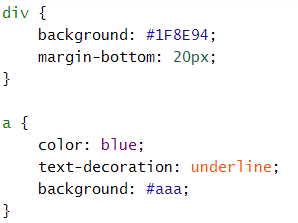 div {
    background: #1F8E94;
    margin-bottom: 20px;
}

a {
    color: blue;
    text-decoration: underline;
    background: #aaa;
}